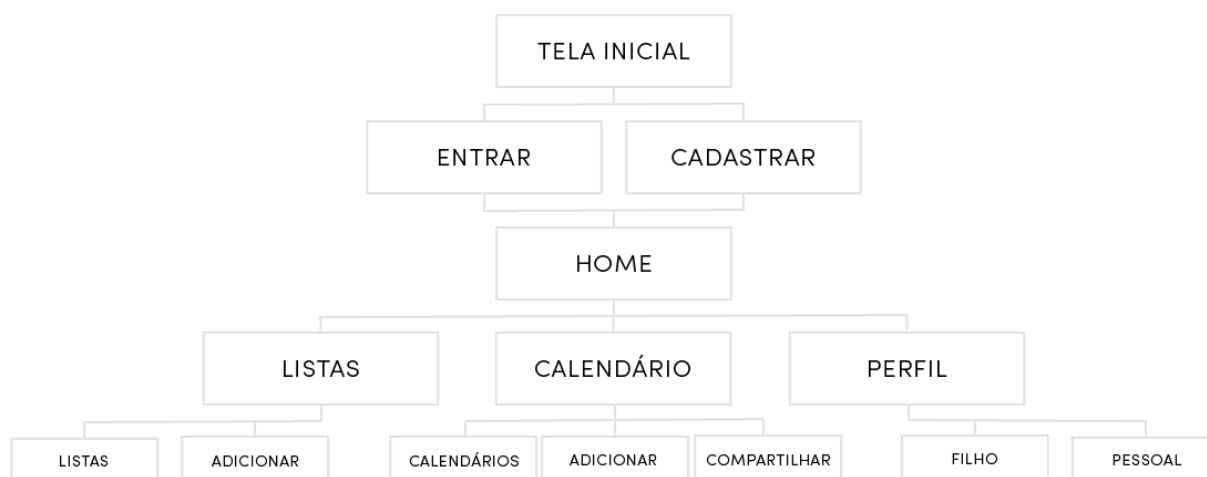 TELA INICIAL
ENTRAR
CADASTRAR
HOME
LISTAS
CALENDÁRIO
PERFIL
LISTAS
ADICIONAR
CALENDÁRIOS
ADICIONAR
COMPARTILHAR
FILHO
PESSOAL